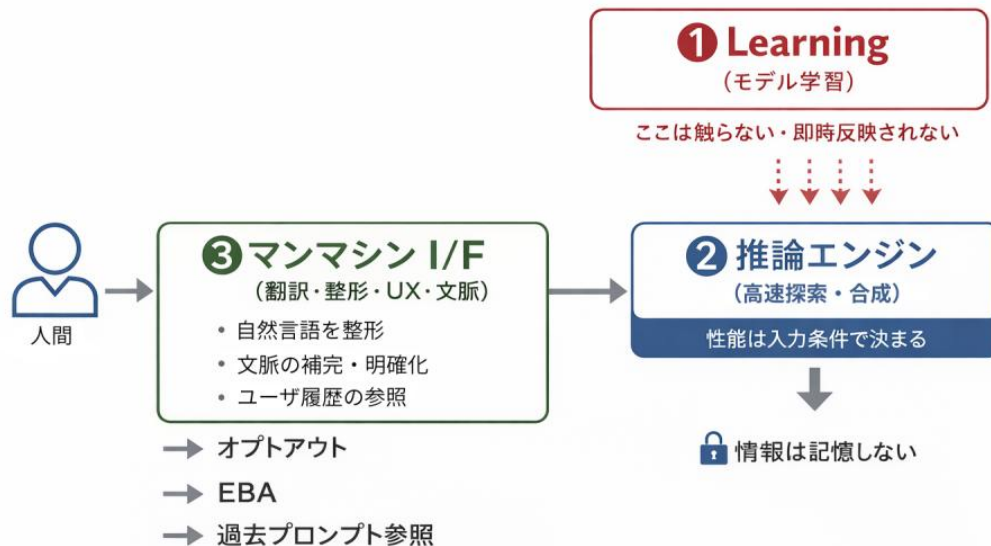 ❶ Learning
(モデル学習)
ここは触らない・即時反映されない
人間
❸ マンマシン I/F
(翻訳・整形・UX・文脈)
• 自然言語を整形
• 文脈の補完・明確化
• ユーザ履歴の参照
→ オプトアウト
→ EBA
→ 過去プロンプト参照
❷ 推論エンジン
(高速探索・合成)
性能は入力条件で決まる
情報は記憶しない